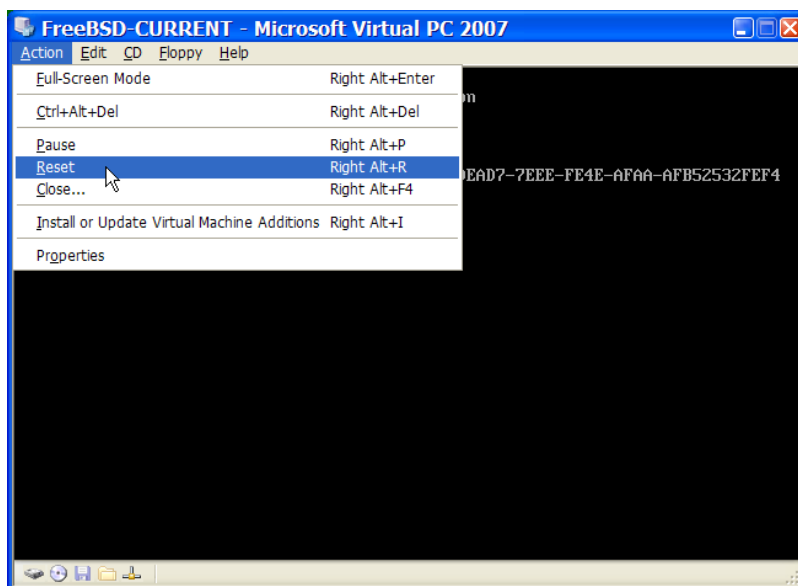 FreeBSD-CURRENT - Microsoft Virtual PC 2007
Action Edit CD Floppy Help
Full-Screen Mode Right Alt+Enter
on
Ctrl+Alt+Del Right Alt+Del
Pause Right Alt+P
Reset Right Alt+R
EAD7-7EEE-FE4E-AFAA-AFB52532FEF4
Close... Right Alt+F4
Install or Update Virtual Machine Additions Right Alt+I
Properties